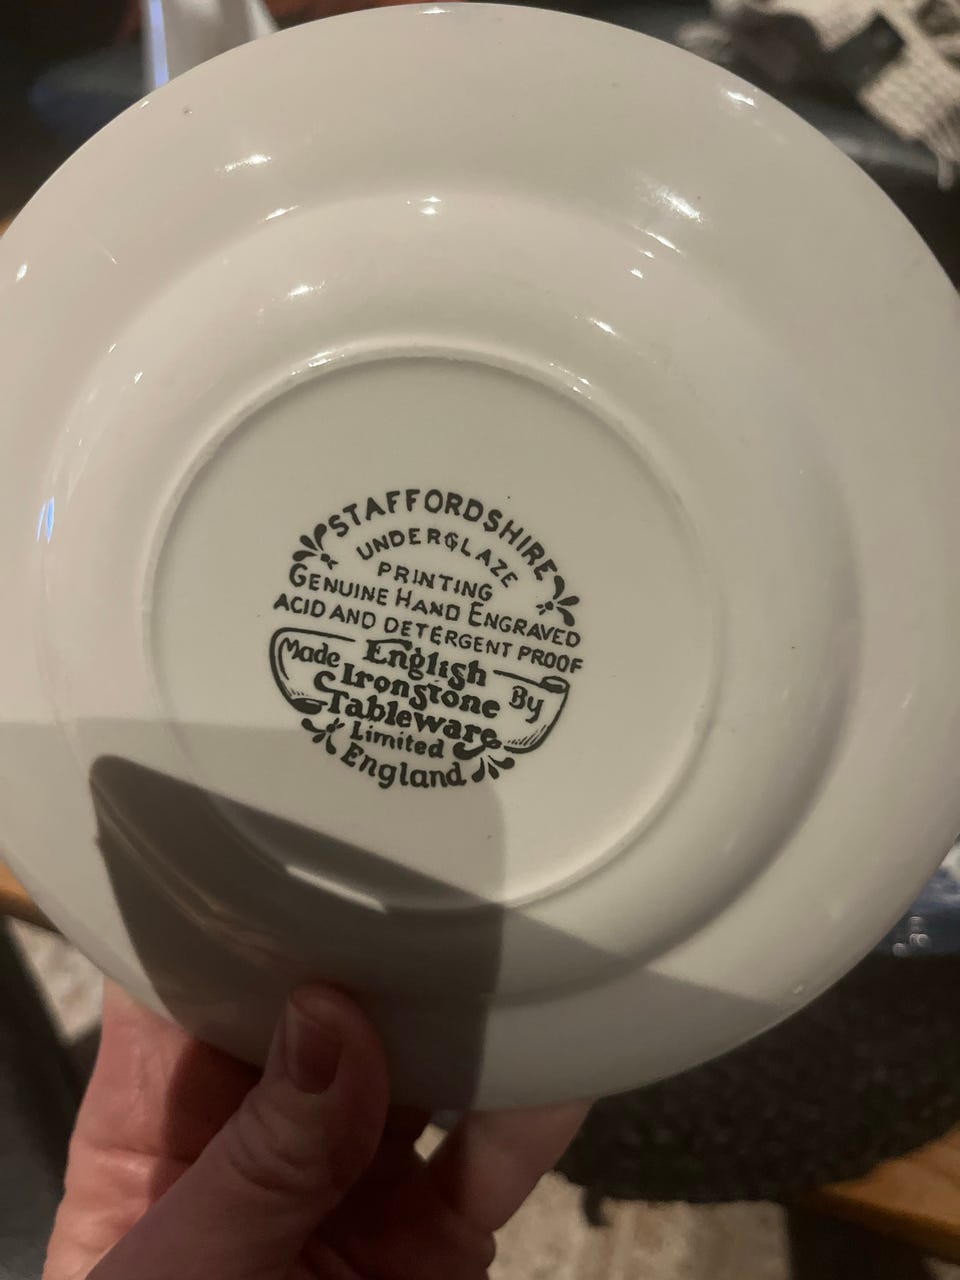 STAFFORDSHIRE
UNDERGLAZE
PRINTING
GENUINE HAND ENGRAVED
ACID AND DETERGENT PROOF
Made English By
Ironstone
Tableware
Limited
England